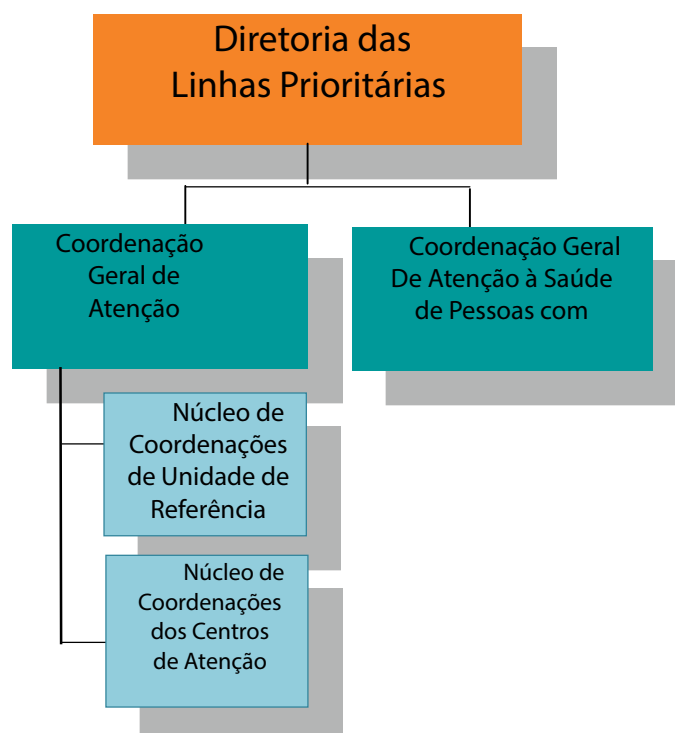 Diretoria das
Linhas Prioritárias
Coordenação
Geral de
Atenção
Coordenação Geral
De Atenção à Saúde
de Pessoas com
Núcleo de
Coordenações
de Unidade de
Referência
Núcleo de
Coordenações
dos Centros
de Atenção